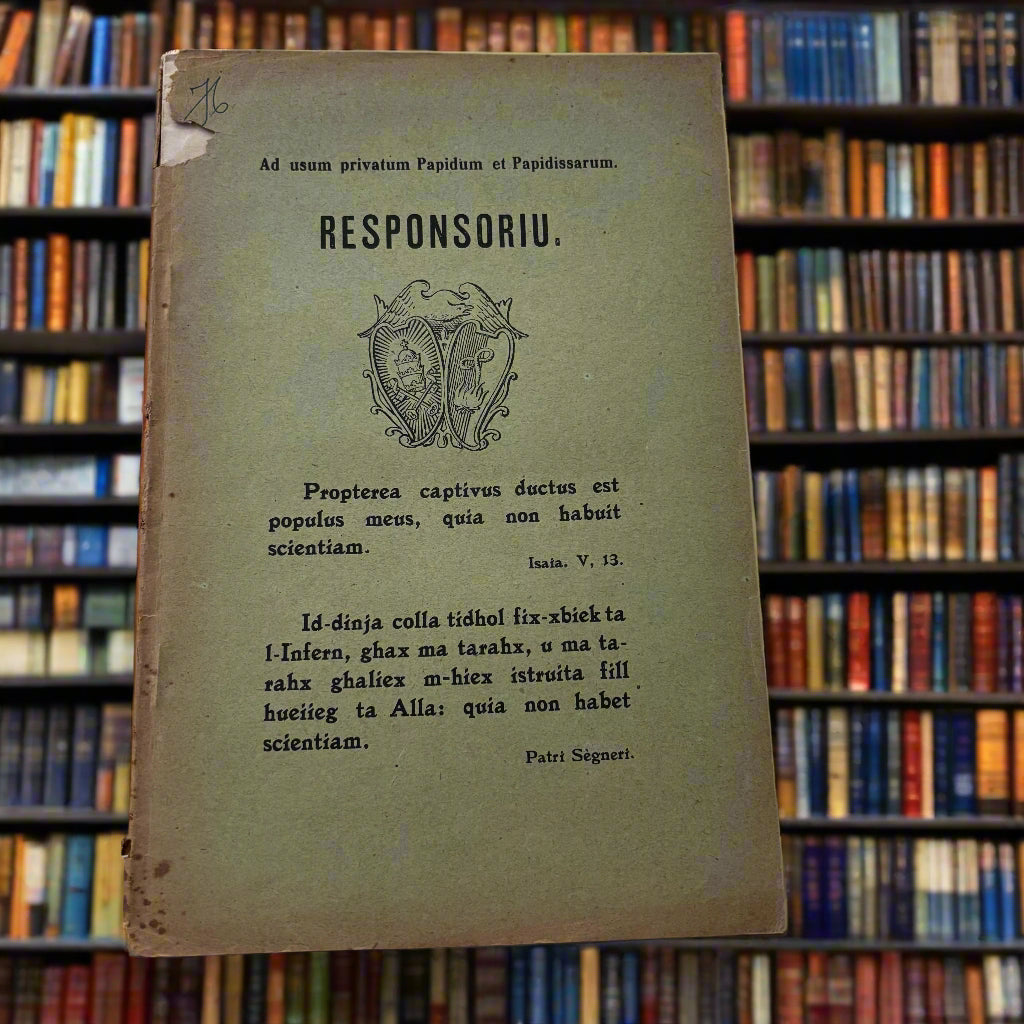 Ad usum privatum Papidum et Papidissarum.
RESPONSORIU.
Propterea captivus ductus est
populus meus, quia non habuit
scientiam.
Isaia. V, 13.
Id-dinja colla tidhol fix-xbiek ta
l-Infern, ghax ma tarahx, u ma ta-
rahx ghaliex m-hiex istruita fill
hueiieg ta Alla: quia non habet
scientiam.
Patri Sègneri.